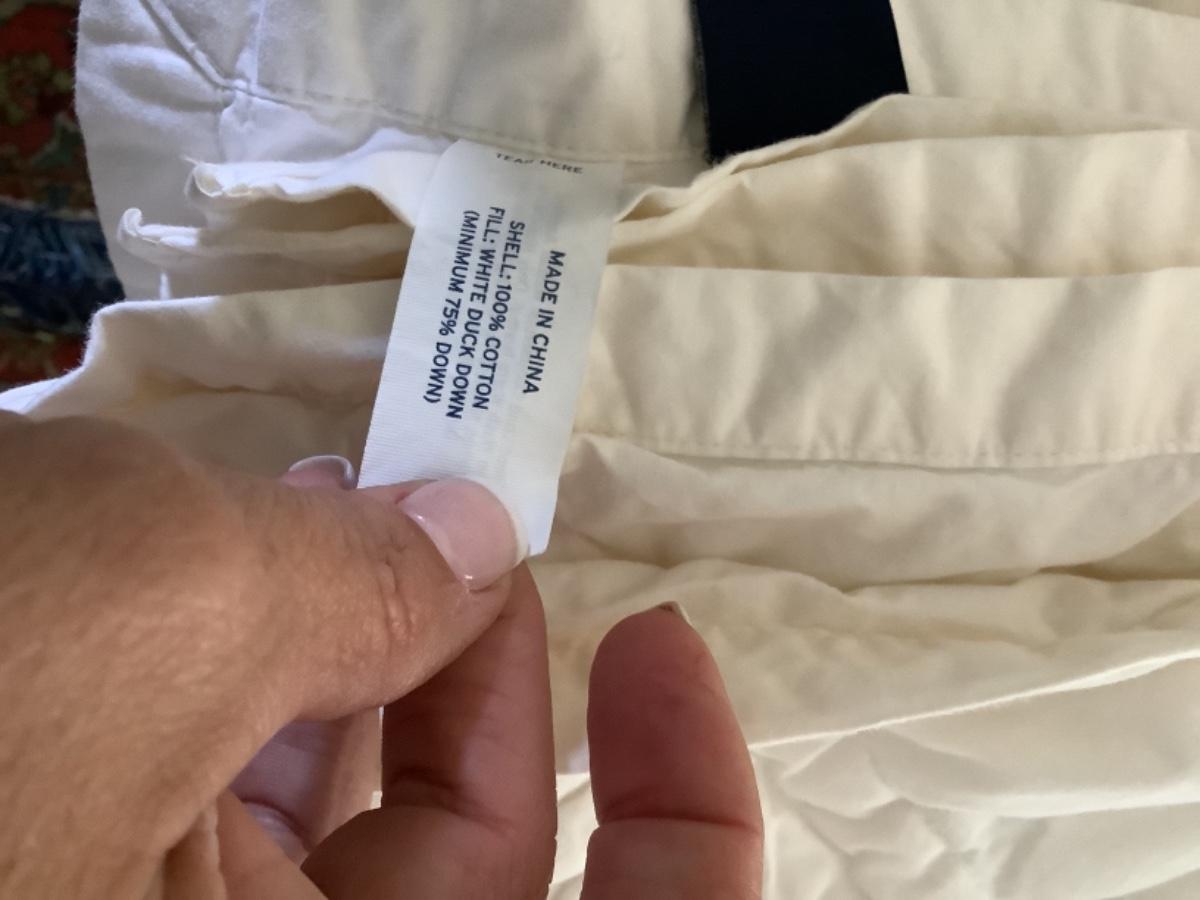 TEAR HERE
MADE IN CHINA
SHELL: 100% COTTON
FILL: WHITE DUCK DOWN
(MINIMUM 75% DOWN)